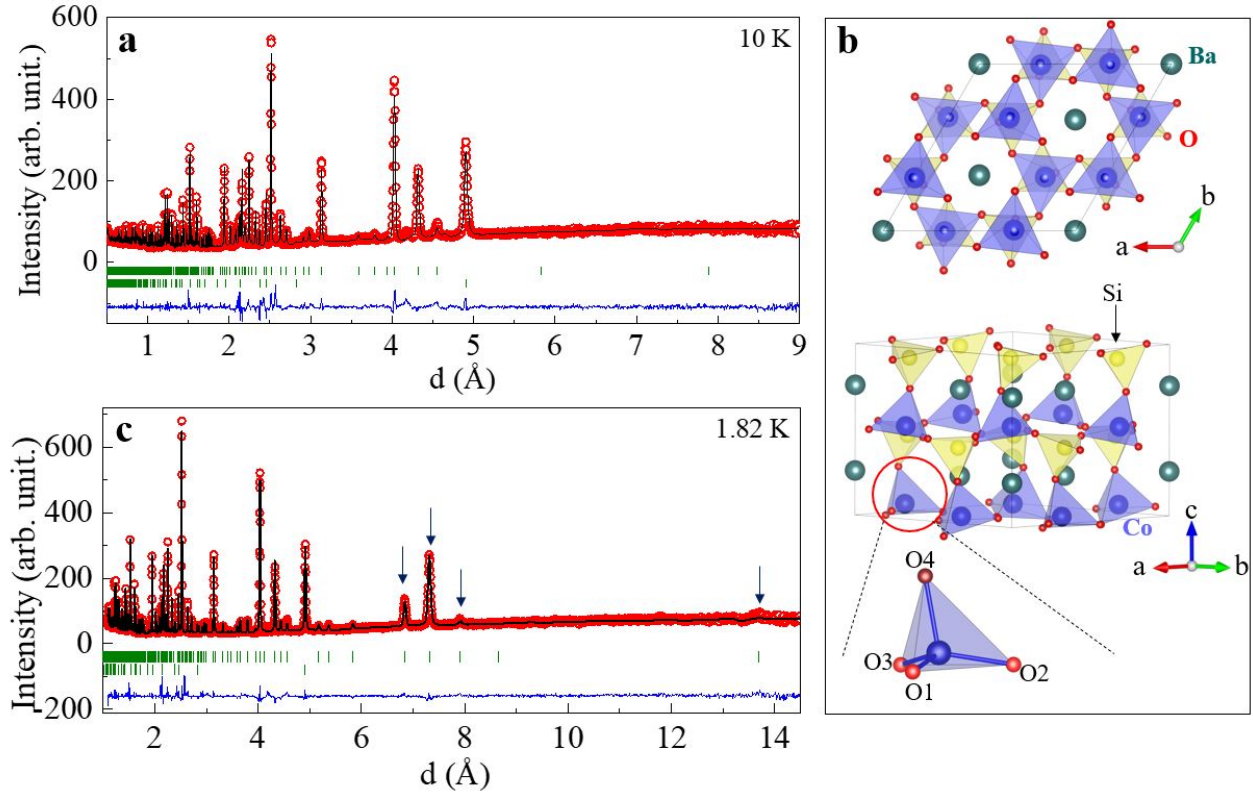 a
10 K
600
400
200
0
Intensity (arb. unit.)
1 2 3 4 5 6 7 8 9
d (Å)
b
Ba
O
b
a
Si
Co
c
a
b
O4
O3
O1
O2
c
1.82 K
600
400
200
0
-200
Intensity (arb. unit.)
2 4 6 8 10 12 14
d (Å)